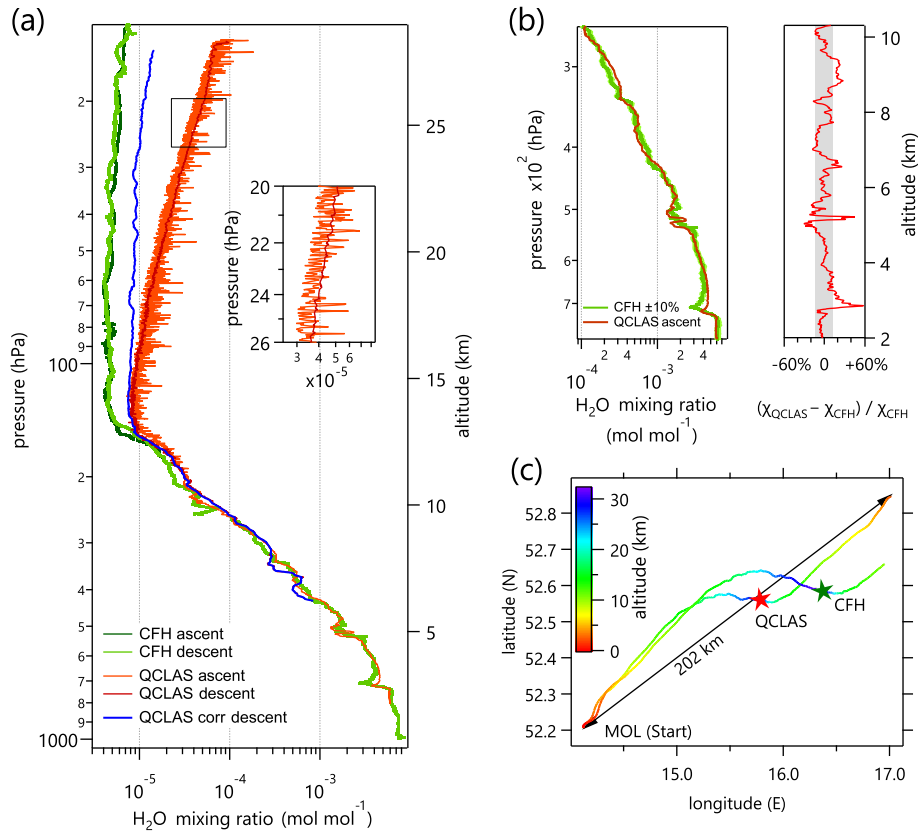 (a)
2
3
4
5
6
7
8
9
100
2
3
4
5
6
7
8
9
1000
pressure (hPa)
25
20
15
10
5
altitude (km)
20
22
24
26
pressure (hPa)
3
4
5
6
x10⁻⁵
CFH ascent
CFH descent
QCLAS ascent
QCLAS descent
QCLAS corr descent
10⁻⁵
10⁻⁴
10⁻³
H₂O mixing ratio (mol mol⁻¹)
(b)
3
4
5
6
7
pressure x10² (hPa)
CFH ±10%
QCLAS ascent
2
4
2
4
10⁻⁴
10⁻³
H₂O mixing ratio
(mol mol⁻¹)
10
8
6
4
2
altitude (km)
-60%
0
+60%
(χQCLAS − χCFH) / χCFH
(c)
52.8
52.7
52.6
52.5
52.4
52.3
52.2
latitude (N)
30
20
10
0
altitude (km)
QCLAS
CFH
202 km
MOL (Start)
15.0
16.0
17.0
longitude (E)